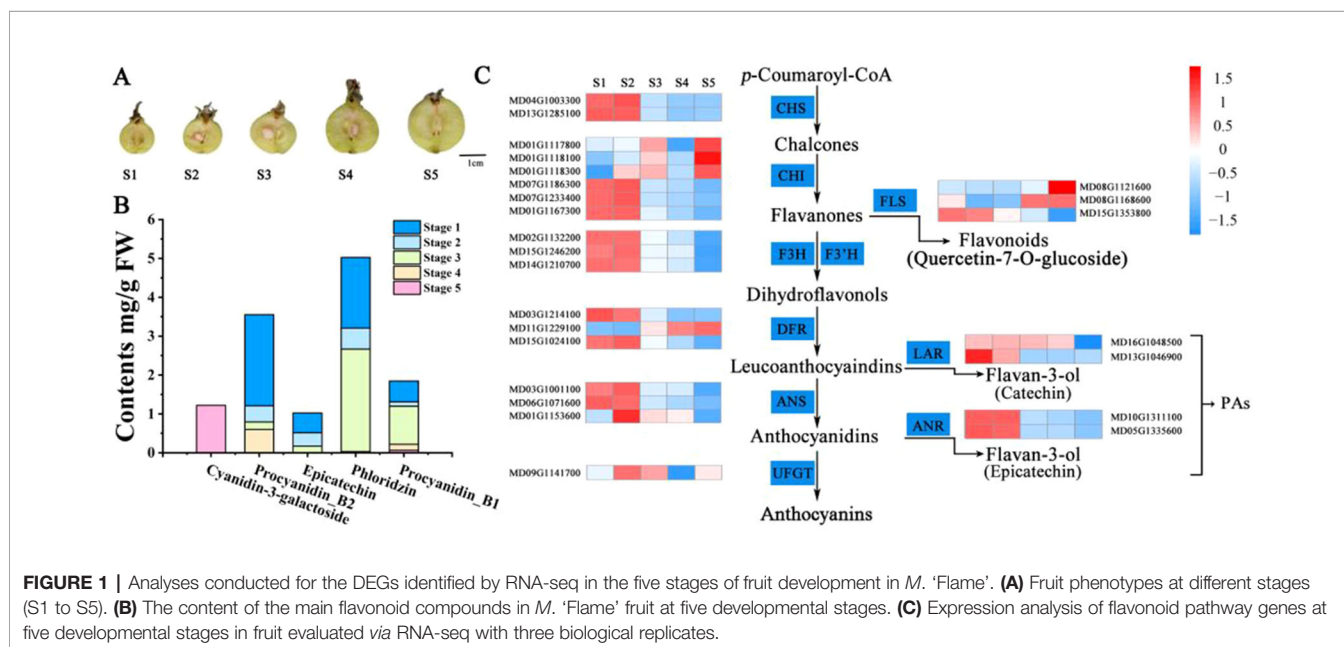 A
S1
S2
S3
S4
S5
1cm
B
Contents mg/g FW
6
5
4
3
2
1
0
Stage 1
Stage 2
Stage 3
Stage 4
Stage 5
Cyanidin-3-galactoside
Procyanidin_B2
Epicatechin
Phloridzin
Procyanidin_B1
C
S1 S2 S3 S4 S5
MD04G1003300
MD13G1285100
MD01G1117800
MD01G1118100
MD01G1118300
MD07G1186300
MD07G1233400
MD01G1167300
MD02G1132200
MD15G1246200
MD14G1210700
MD03G1214100
MD11G1229100
MD15G1024100
MD03G1001100
MD06G1071600
MD01G1153600
MD09G1141700
p-Coumaroyl-CoA
CHS
Chalcones
CHI
Flavanones
FLS
MD08G1121600
MD08G1168600
MD15G1353800
Flavonoids
(Quercetin-7-O-glucoside)
F3H
F3'H
Dihydroflavonols
DFR
Leucoanthocyaindins
LAR
MD16G1048500
MD13G1046900
Flavan-3-ol
(Catechin)
ANS
Anthocyanidins
ANR
MD10G1311100
MD05G1335600
Flavan-3-ol
(Epicatechin)
PAs
UFGT
Anthocyanins
1.5
1
0.5
0
−0.5
−1
−1.5
FIGURE 1 | Analyses conducted for the DEGs identified by RNA-seq in the five stages of fruit development in M. 'Flame'. (A) Fruit phenotypes at different stages
(S1 to S5). (B) The content of the main flavonoid compounds in M. 'Flame' fruit at five developmental stages. (C) Expression analysis of flavonoid pathway genes at
five developmental stages in fruit evaluated via RNA-seq with three biological replicates.